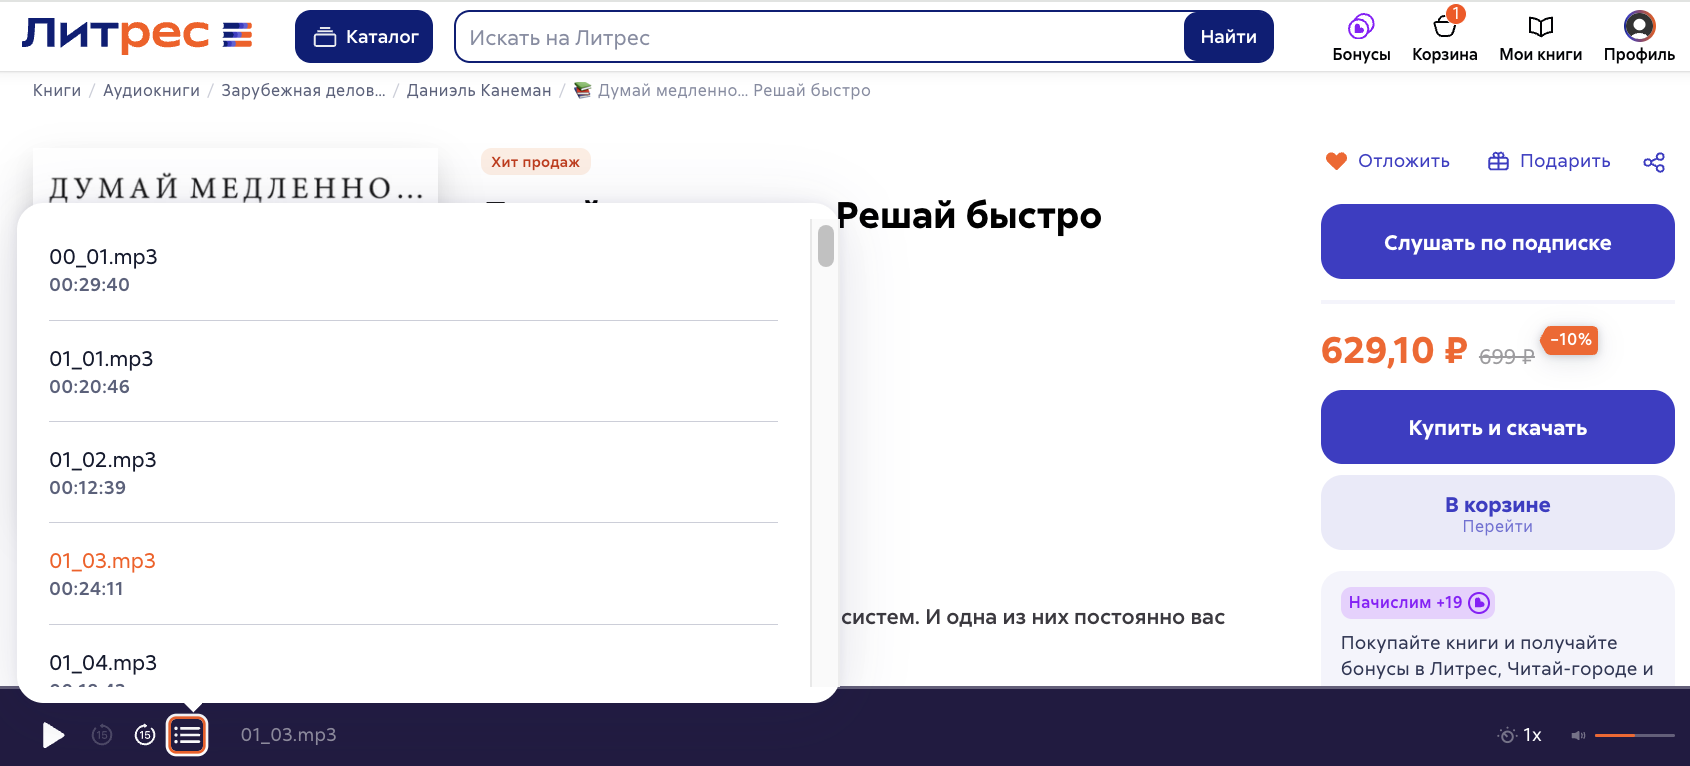 Литрес
Каталог
Искать на Литрес
Найти
Бонусы
1
Корзина
Мои книги
Профиль
Книги / Аудиокниги / Зарубежная делов... / Даниэль Канеман / Думай медленно... Решай быстро
ДУМАЙ МЕДЛЕННО...
Хит продаж
Решай быстро
Отложить
Подарить
Слушать по подписке
629,10 ₽ 699 ₽ -10%
Купить и скачать
В корзине
Перейти
Начислим +19
Покупайте книги и получайте
бонусы в Литрес, Читай-городе и
систем. И одна из них постоянно вас
00_01.mp3
00:29:40
01_01.mp3
00:20:46
01_02.mp3
00:12:39
01_03.mp3
00:24:11
01_04.mp3
15
15
01_03.mp3
1x